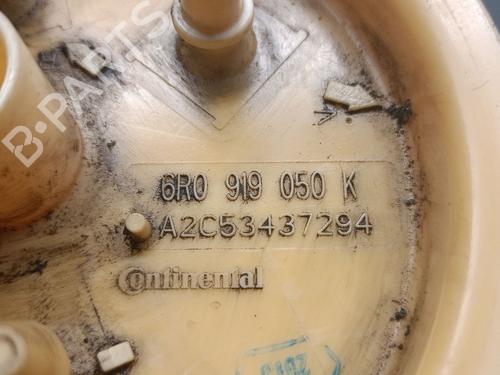 B-PARTS
6R0 919 050 K
A2C53437294
Continental